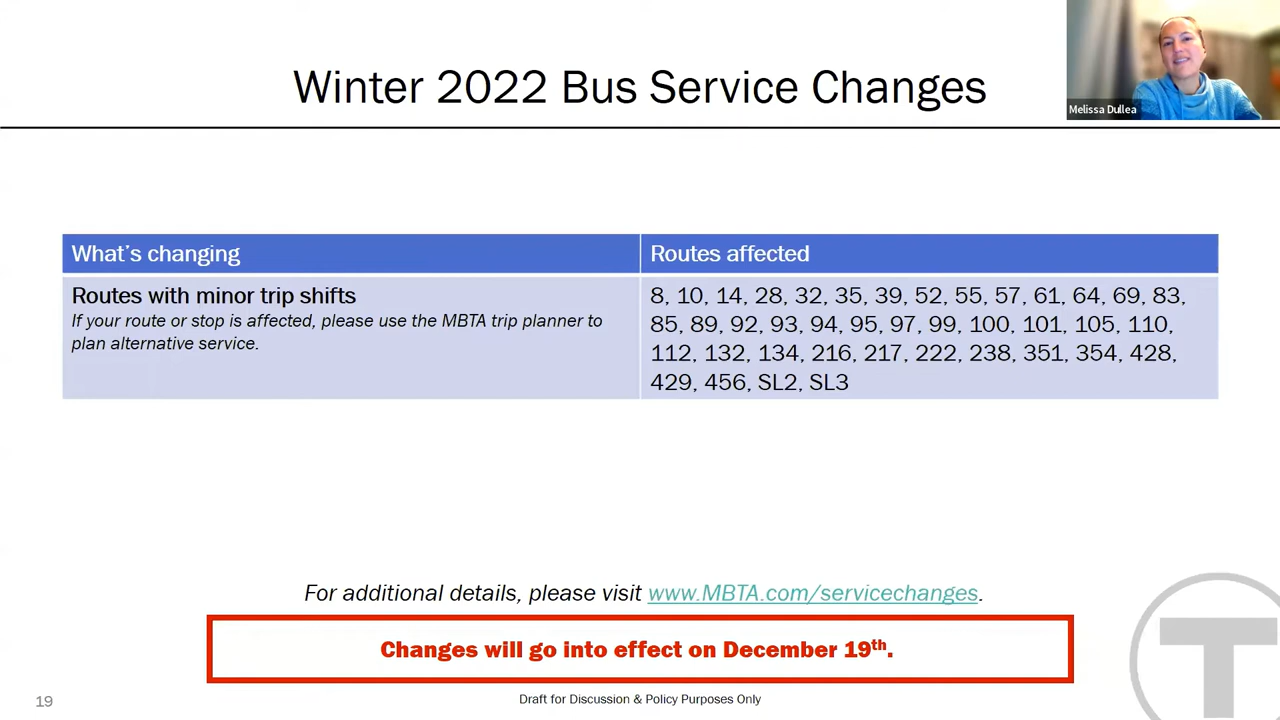 Winter 2022 Bus Service Changes
Melissa Dullea
What's changing
Routes affected
Routes with minor trip shifts
If your route or stop is affected, please use the MBTA trip planner to
plan alternative service.
8, 10, 14, 28, 32, 35, 39, 52, 55, 57, 61, 64, 69, 83,
85, 89, 92, 93, 94, 95, 97, 99, 100, 101, 105, 110,
112, 132, 134, 216, 217, 222, 238, 351, 354, 428,
429, 456, SL2, SL3
For additional details, please visit www.MBTA.com/servicechanges.
Changes will go into effect on December 19th.
19
Draft for Discussion & Policy Purposes Only
T